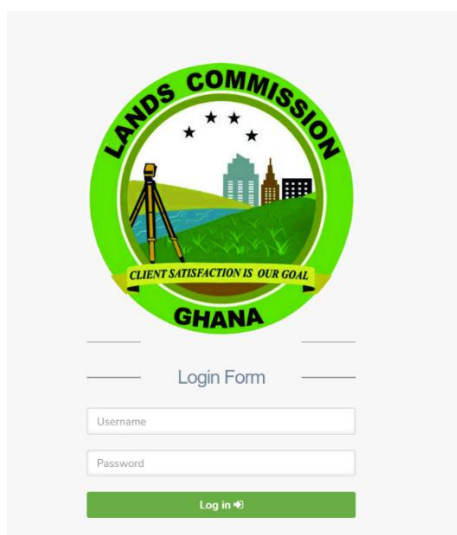 LANDS COMMISSION
CLIENT SATISFACTION IS OUR GOAL
GHANA
Login Form
Username
Password
Log in